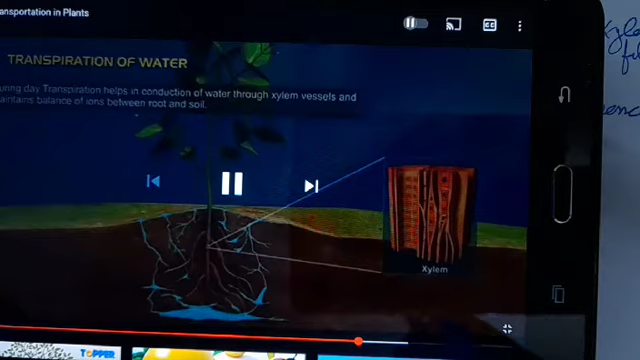 ansportation in Plants
CC
TRANSPIRATION OF WATER
uring day Transpiration helps in conduction of water through xylem vessels and
aintains balance of ions between root and soil.
Xylem
TOPPER